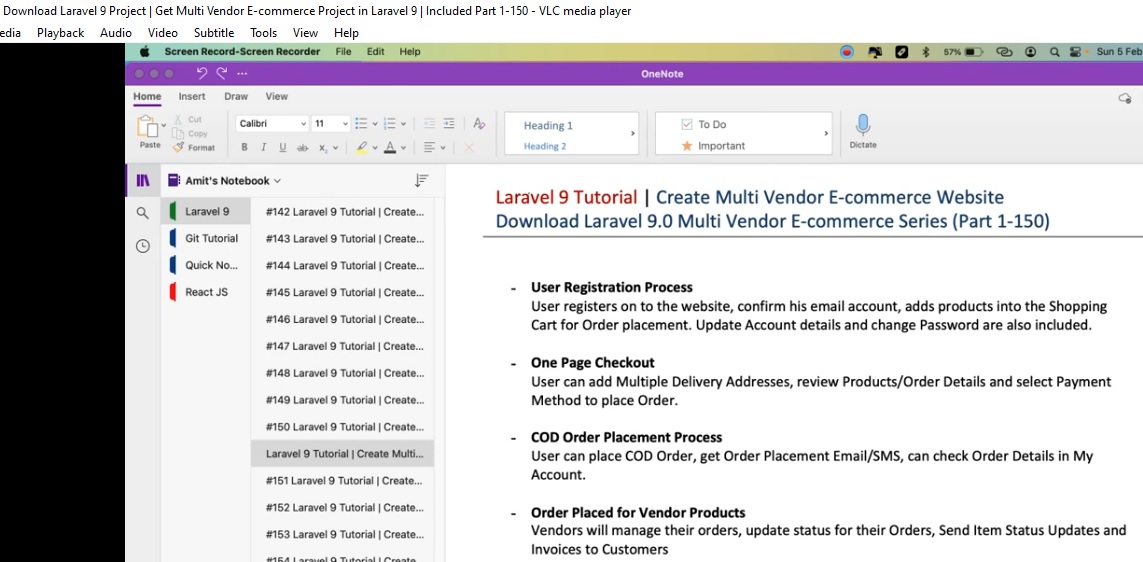 Download Laravel 9 Project | Get Multi Vendor E-commerce Project in Laravel 9 | Included Part 1-150 - VLC media player
edia Playback Audio Video Subtitle Tools View Help
Screen Record-Screen Recorder File Edit Help 57% Sun 5 Feb
OneNote
Home Insert Draw View
Paste
Cut
Copy
Format
Calibri 11
B I U ab x
A
Heading 1
Heading 2
To Do
Important
Dictate
Amit's Notebook
Laravel 9
Git Tutorial
Quick No...
React JS
#142 Laravel 9 Tutorial | Create...
#143 Laravel 9 Tutorial | Create...
#144 Laravel 9 Tutorial | Create...
#145 Laravel 9 Tutorial | Create...
#146 Laravel 9 Tutorial | Create...
#147 Laravel 9 Tutorial | Create...
#148 Laravel 9 Tutorial | Create...
#149 Laravel 9 Tutorial | Create...
#150 Laravel 9 Tutorial | Create...
Laravel 9 Tutorial | Create Multi...
#151 Laravel 9 Tutorial | Create...
#152 Laravel 9 Tutorial | Create...
#153 Laravel 9 Tutorial | Create...
#154 Laravel 9 Tutorial | Create
Laravel 9 Tutorial | Create Multi Vendor E-commerce Website
Download Laravel 9.0 Multi Vendor E-commerce Series (Part 1-150)
- User Registration Process
User registers on to the website, confirm his email account, adds products into the Shopping
Cart for Order placement. Update Account details and change Password are also included.
- One Page Checkout
User can add Multiple Delivery Addresses, review Products/Order Details and select Payment
Method to place Order.
- COD Order Placement Process
User can place COD Order, get Order Placement Email/SMS, can check Order Details in My
Account.
- Order Placed for Vendor Products
Vendors will manage their orders, update status for their Orders, Send Item Status Updates and
Invoices to Customers